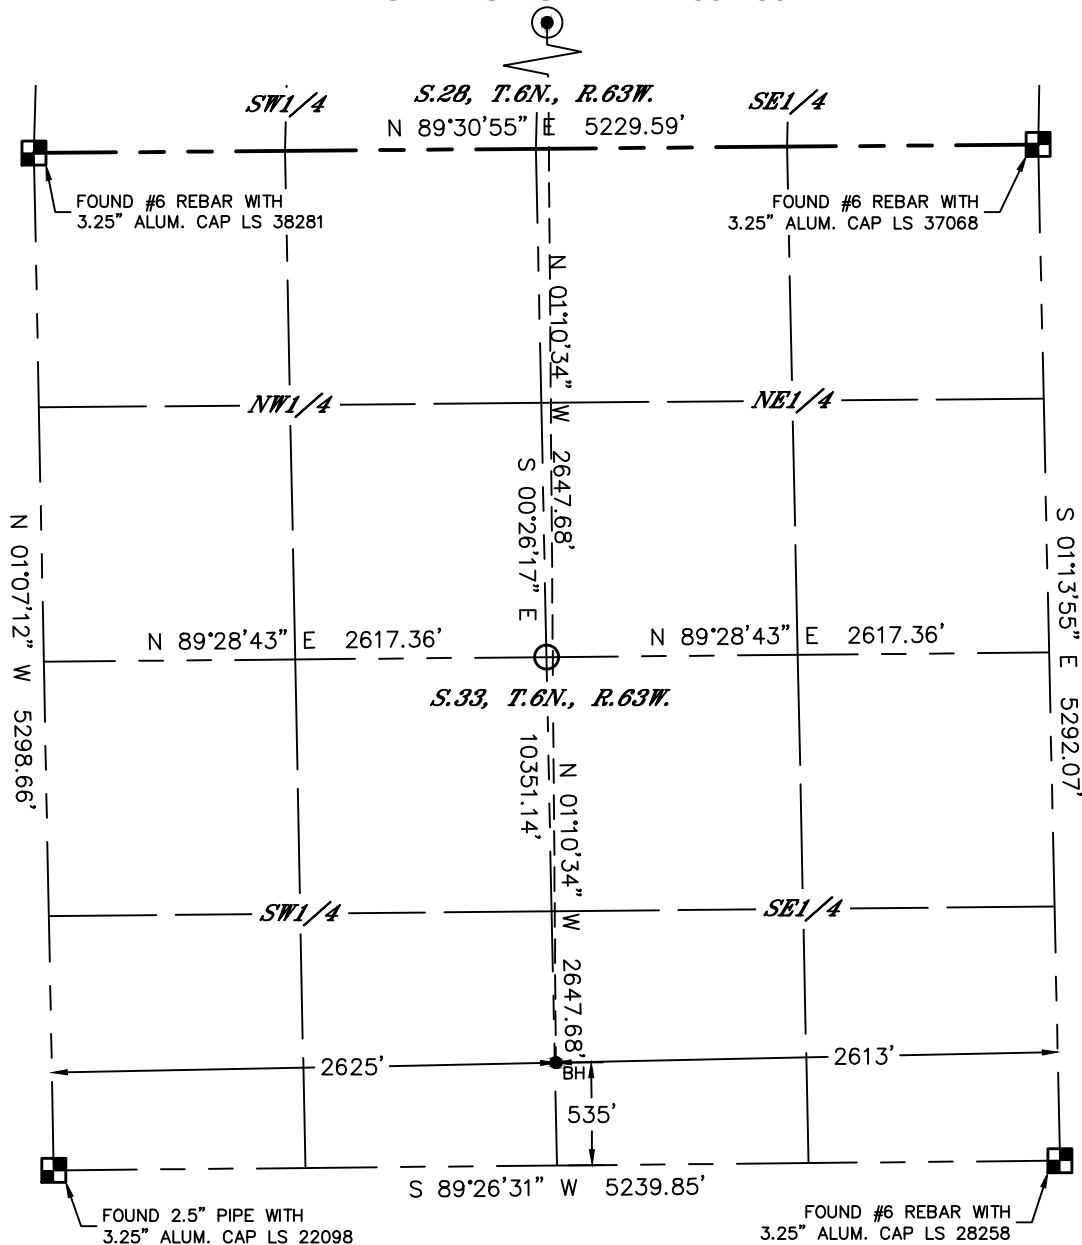 SW1/4
S.28, T.6N., R.63W.
SE1/4
N 89°30'55" E 5229.59'
FOUND #6 REBAR WITH
3.25" ALUM. CAP LS 38281
FOUND #6 REBAR WITH
3.25" ALUM. CAP LS 37068
N 01°10'34" W 2647.68'
NW1/4
NE1/4
S 00°26'17" E 10351.14'
N 01°07'12" W 5298.66'
S 01°13'55" E 5292.07'
N 89°28'43" E 2617.36'
N 89°28'43" E 2617.36'
S.33, T.6N., R.63W.
N 01°10'34" W 2647.68'
SW1/4
SE1/4
2625'
2613'
BH
535'
S 89°26'31" W 5239.85'
FOUND 2.5" PIPE WITH
3.25" ALUM. CAP LS 22098
FOUND #6 REBAR WITH
3.25" ALUM. CAP LS 28258